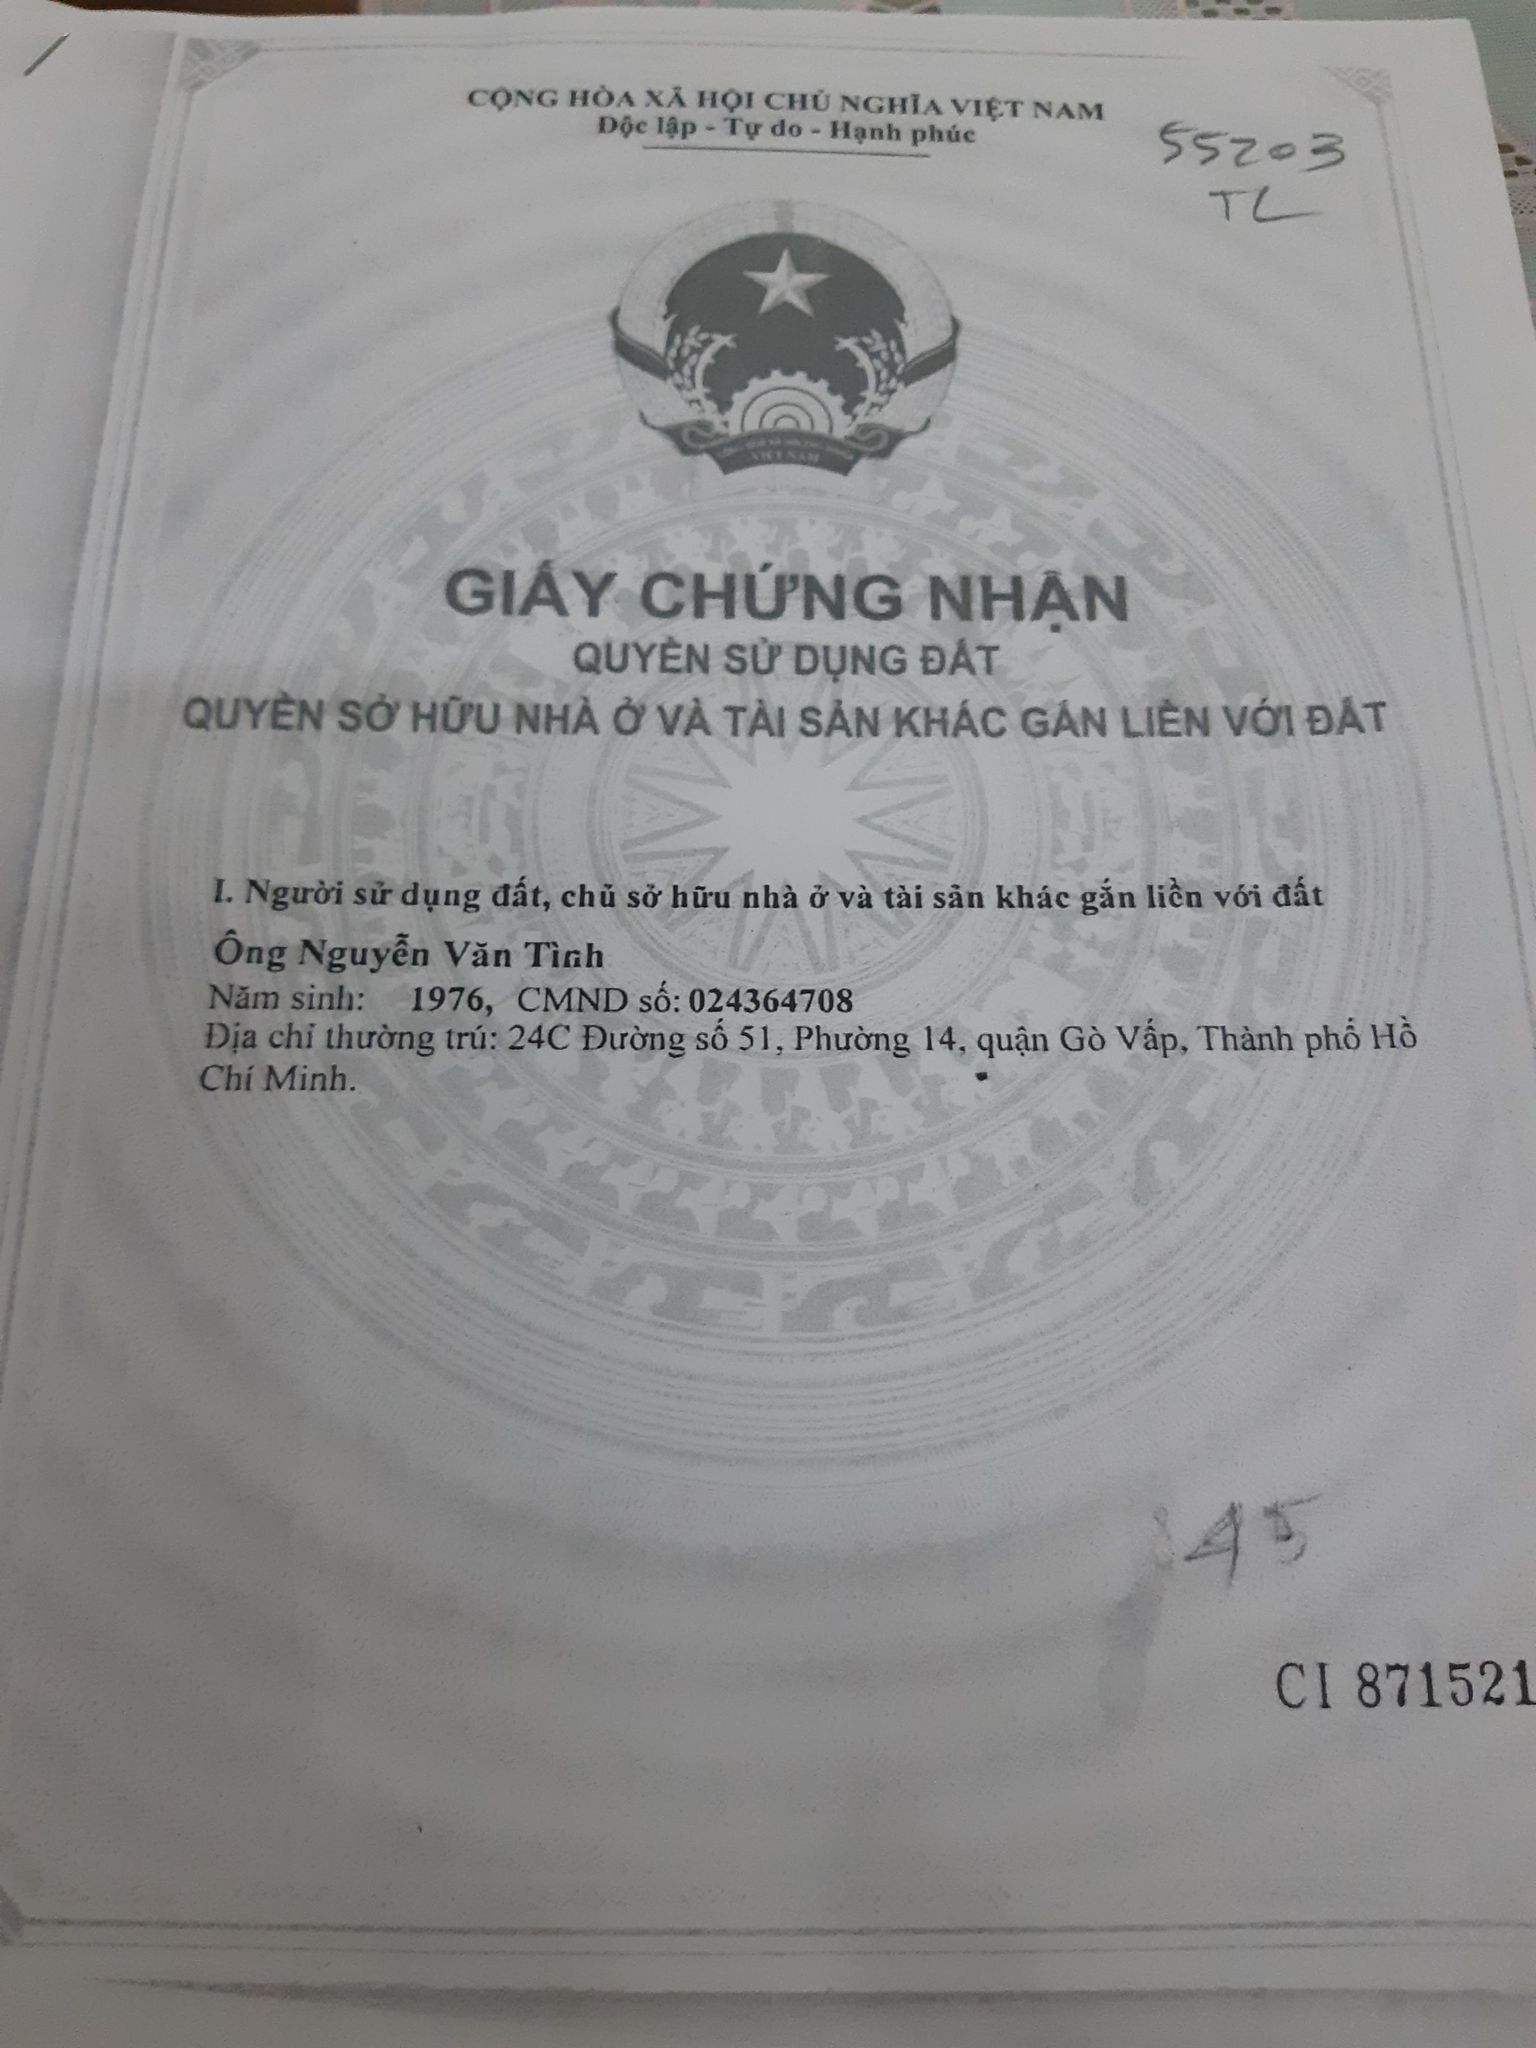 CỘNG HÒA XÃ HỘI CHỦ NGHĨA VIỆT NAM
Độc lập - Tự do - Hạnh phúc
55203
TL
VIỆT NAM
GIẤY CHỨNG NHẬN
QUYỀN SỬ DỤNG ĐẤT
QUYỀN SỞ HỮU NHÀ Ở VÀ TÀI SẢN KHÁC GẮN LIỀN VỚI ĐẤT
I. Người sử dụng đất, chủ sở hữu nhà ở và tài sản khác gắn liền với đất
Ông Nguyễn Văn Tình
Năm sinh: 1976, CMND số: 024364708
Địa chỉ thường trú: 24C Đường số 51, Phường 14, quận Gò Vấp, Thành phố Hồ
Chí Minh.
CI 871521